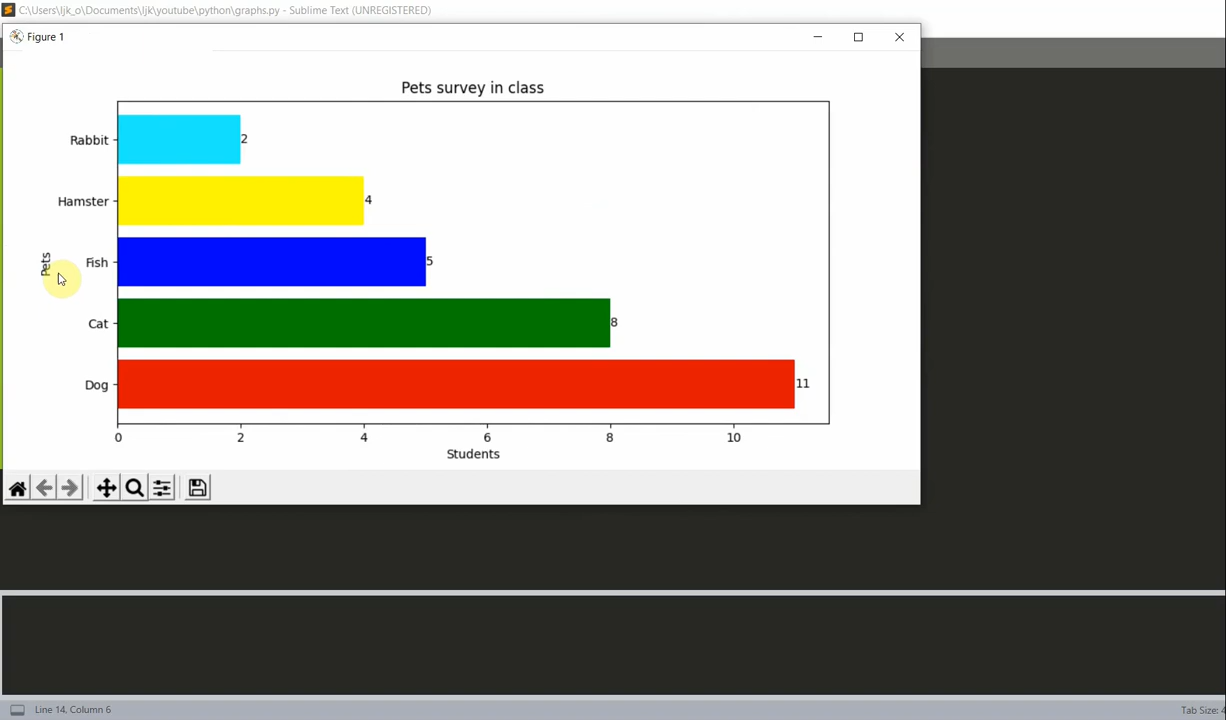 C:\Users\ljk_o\Documents\ljk\youtube\python\graphs.py - Sublime Text (UNREGISTERED)
Figure 1
Pets survey in class
Rabbit
2
Hamster
4
Pets
Fish
5
Cat
8
Dog
11
0 2 4 6 8 10
Students
Line 14, Column 6
Tab Size: 4